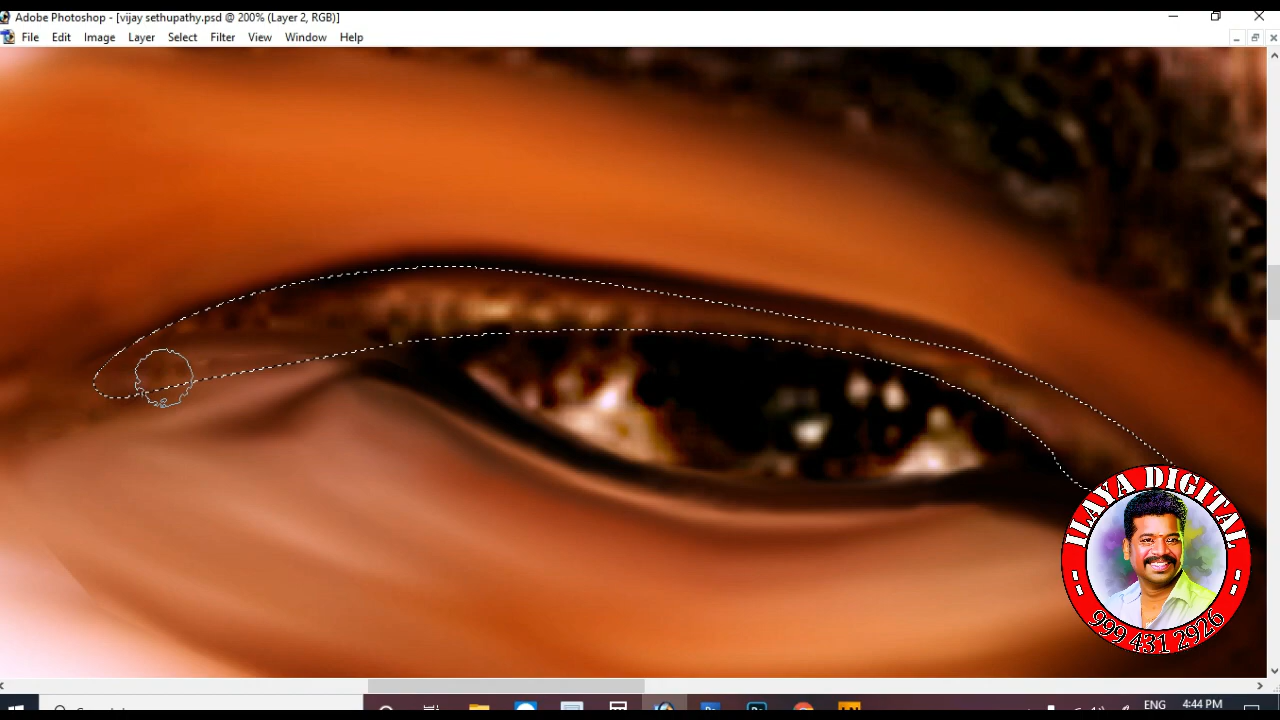 Adobe Photoshop - [vijay sethupathy.psd @ 200% (Layer 2, RGB)]
File Edit Image Layer Select Filter View Window Help
ILAYA DIGITAL
999 431 2926
ENG 4:44 PM